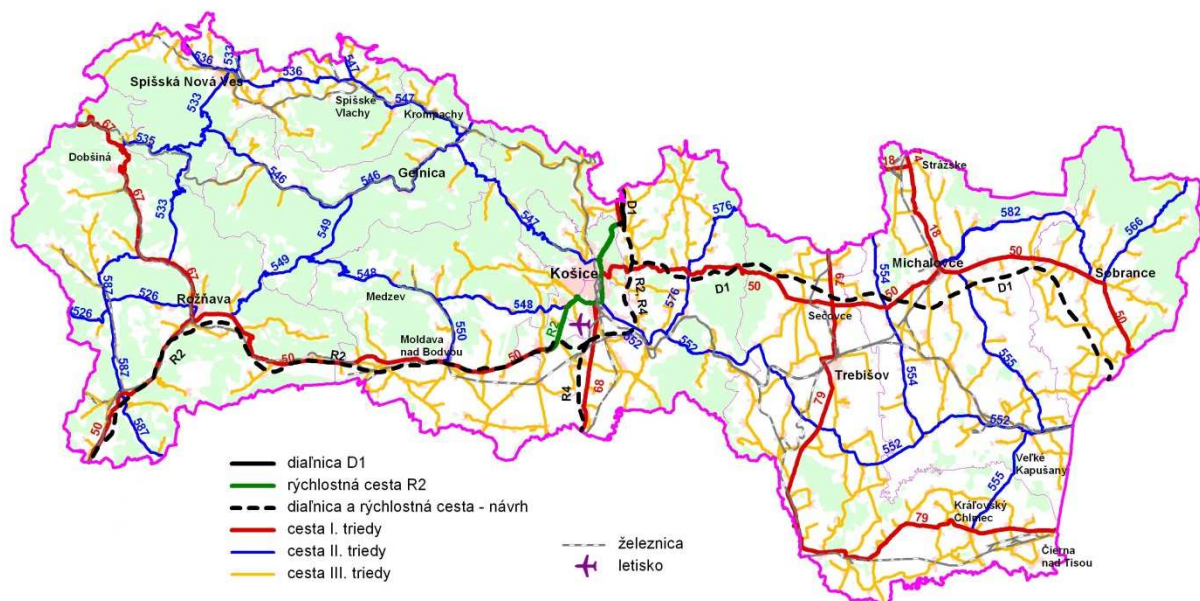 536
533
Spišská Nová Ves
536
547
533
Spišské
Vlachy
547
Krompachy
67
535
Dobšiná
546
546
Gelnica
67
533
549
547
D1
576
18
74
Strážske
18
582
566
Košice
R2, R4
576
D1
50
67
Michalovce
554
50
D1
50
Sobrance
50
587
526
526
Rožňava
67
549
548
Medzev
548
550
R2
Moldava
nad Bodvou
552
552
Sečovce
555
Trebišov
554
R2
50
R2
50
R4
68
79
587
50
587
552
552
Veľké
Kapušany
555
Kráľovský
Chlmec
79
Čierna
nad Tisou
diaľnica D1
rýchlostná cesta R2
diaľnica a rýchlostná cesta - návrh
cesta I. triedy
cesta II. triedy
cesta III. triedy
železnica
letisko